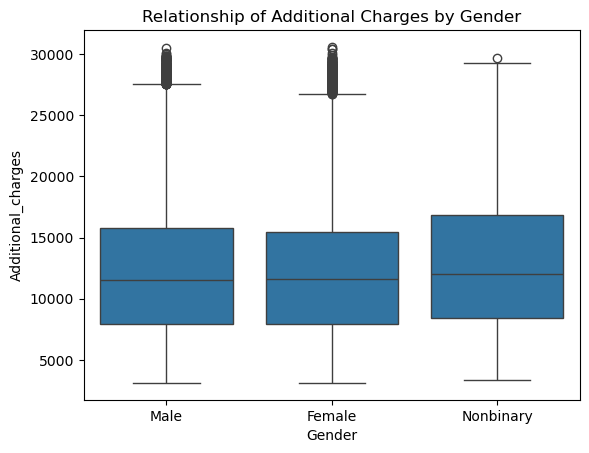 Relationship of Additional Charges by Gender
30000
25000
20000
15000
10000
5000
Additional_charges
Male Female Nonbinary
Gender